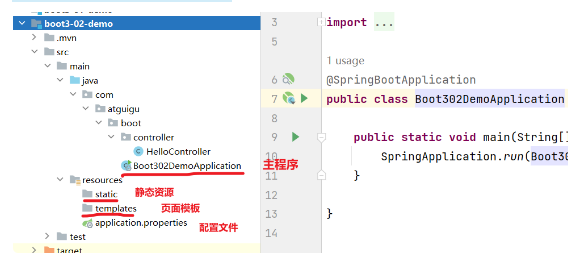 boot3-02-demo
.mvn
src
main
java
com
atguigu
boot
controller
HelloController
Boot302DemoApplication 主程序
resources
static 静态资源
templates 页面模板
application.properties 配置文件
test
target
3 import ...
5
1 usage
6 @SpringBootApplication
7 public class Boot302DemoApplication
8
9 public static void main(String[]
10 SpringApplication.run(Boot30
11 }
12
13 }
14